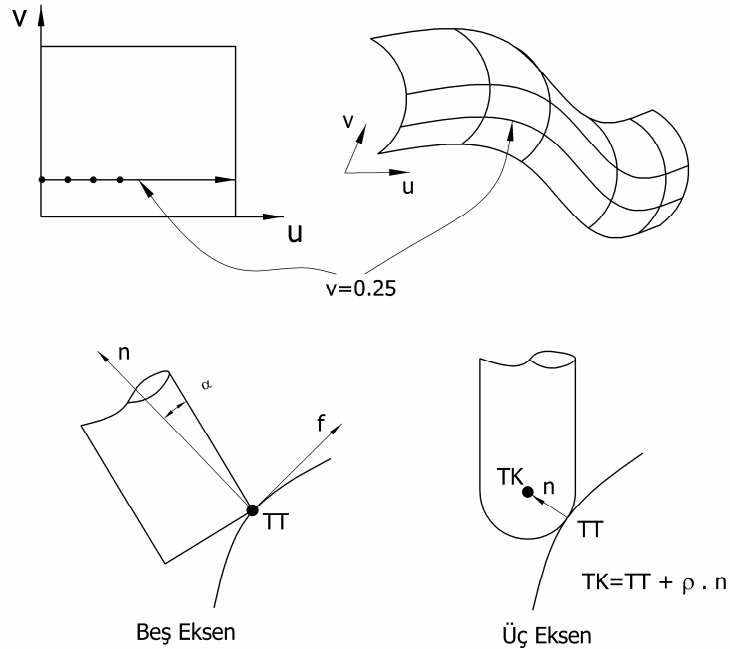 v
u
v
u
v=0.25
n
α
f
TT
TK
n
TT
TK=TT + ρ . n
Beş Eksen
Üç Eksen